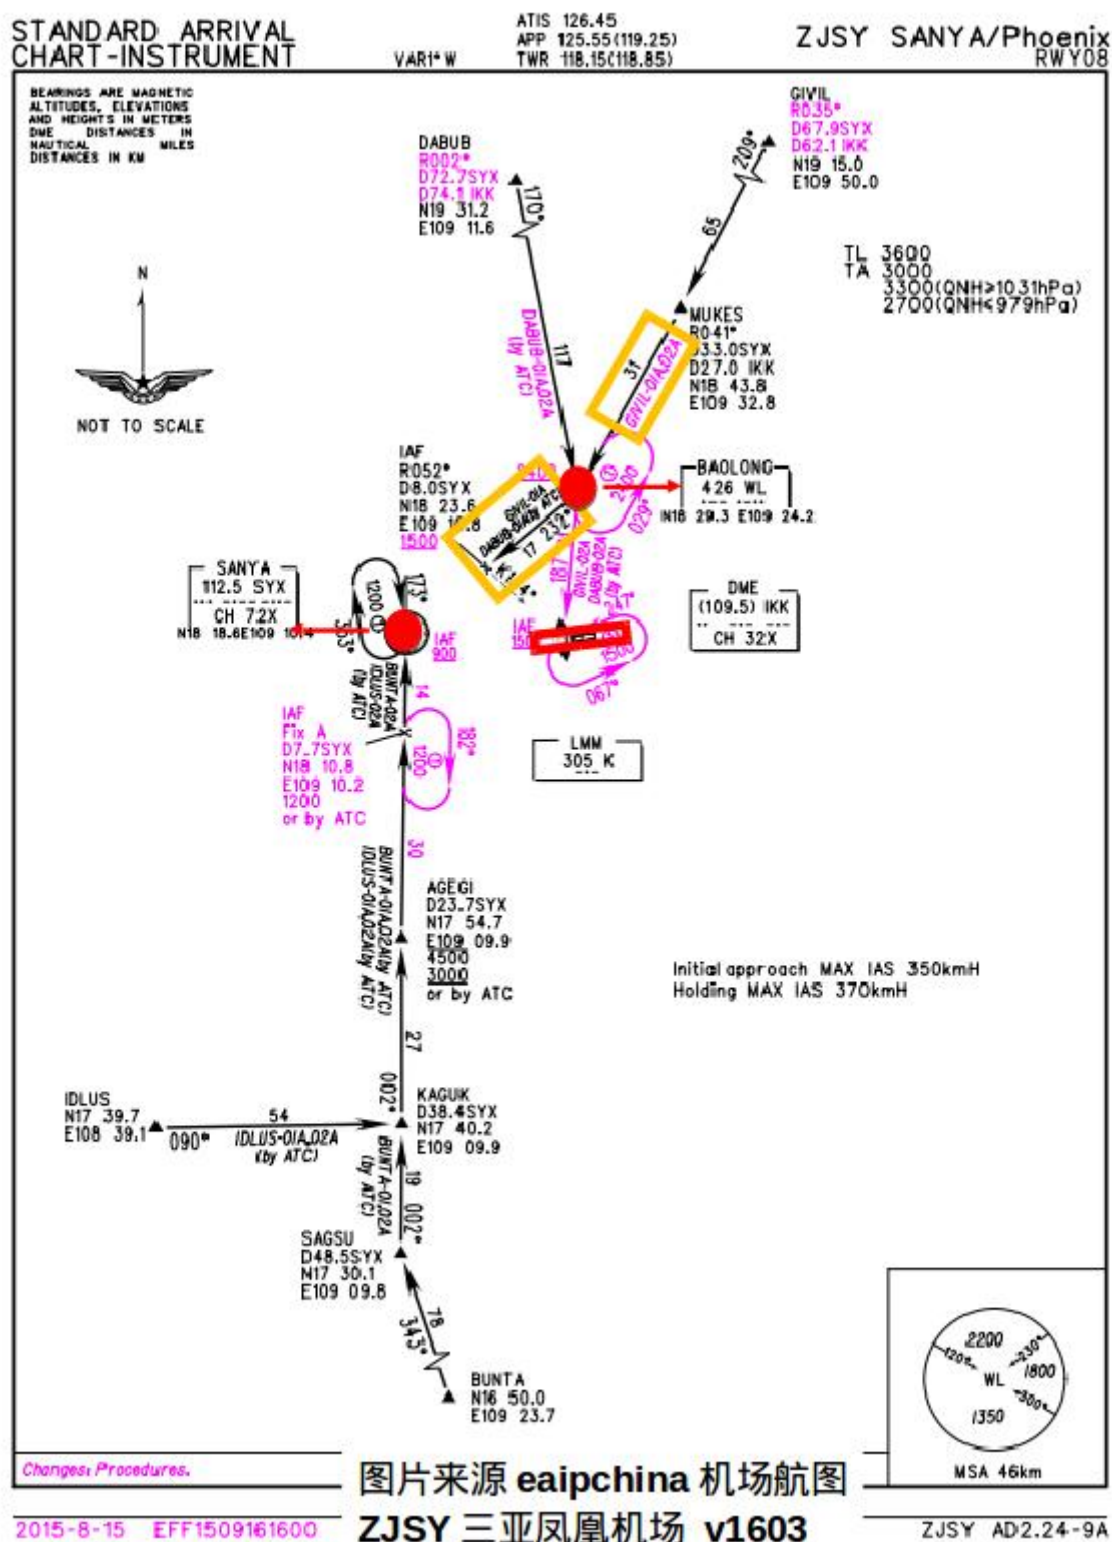 STANDARD ARRIVAL
CHART-INSTRUMENT
VAR1° W
ATIS 126.45
APP 125.55(119.25)
TWR 118.15(118.85)
ZJSY SANYA/Phoenix
RWY08
BEARINGS ARE MAGNETIC
ALTITUDES, ELEVATIONS
AND HEIGHTS IN METERS
DME DISTANCES IN
NAUTICAL MILES
DISTANCES IN KM
N
NOT TO SCALE
DABUB
R002°
D72.7SYX
D74.1 IKK
N19 31.2
E109 11.6
170°
117
DABUB-01A,02A
(by ATC)
GIVIL
R035°
D67.9SYX
D62.1 IKK
N19 15.0
E109 50.0
209°
65
TL 3600
TA 3000
3300(QNH≥1031hPa)
2700(QNH≤979hPa)
MUKES
R041°
D33.0SYX
D27.0 IKK
N18 43.8
E109 32.8
31
GIVIL-01A,02A
IAF
R052°
D8.0SYX
N18 23.6
E109
1500
2400
029°
BAOLONG
426 WL
N18 29.3 E109 24.2
GIVIL-01A
DABUB-01A(by ATC)
17 232°
187°
GIVIL-02A
DABUB-02A
(by ATC)
SANYA
112.5 SYX
CH 72X
N18 18.6E109 10.4
1200
173°
353°
IAF
900
IAF
1500
067°
DME
(109.5) IKK
CH 32X
LMM
305 K
14
BUNTA-02A
IDLUS-02A
(by ATC)
IAF
Fix A
D7.7SYX
N18 10.8
E109 10.2
1200
or by ATC
1200
182°
30
BUNTA-01A,02A(by ATC)
IDLUS-01A,02A(by ATC)
AGEGI
D23.7SYX
N17 54.7
E109 09.9
4500
3000
or by ATC
Initial approach MAX IAS 350kmH
Holding MAX IAS 370kmH
27
002°
IDLUS
N17 39.7
E108 39.1
090°
54
IDLUS-01A,02A
(by ATC)
KAGUK
D38.4SYX
N17 40.2
E109 09.9
BUNTA-01,02A
(by ATC)
19 002°
SAGSU
D48.5SYX
N17 30.1
E109 09.8
78
343°
BUNTA
N16 50.0
E109 23.7
2200
120°
230°
WL
1800
300°
1350
MSA 46km
Changes: Procedures.
图片来源 eaipchina 机场航图
ZJSY 三亚凤凰机场 v1603
2015-8-15 EFF1509161600
ZJSY AD2.24-9A